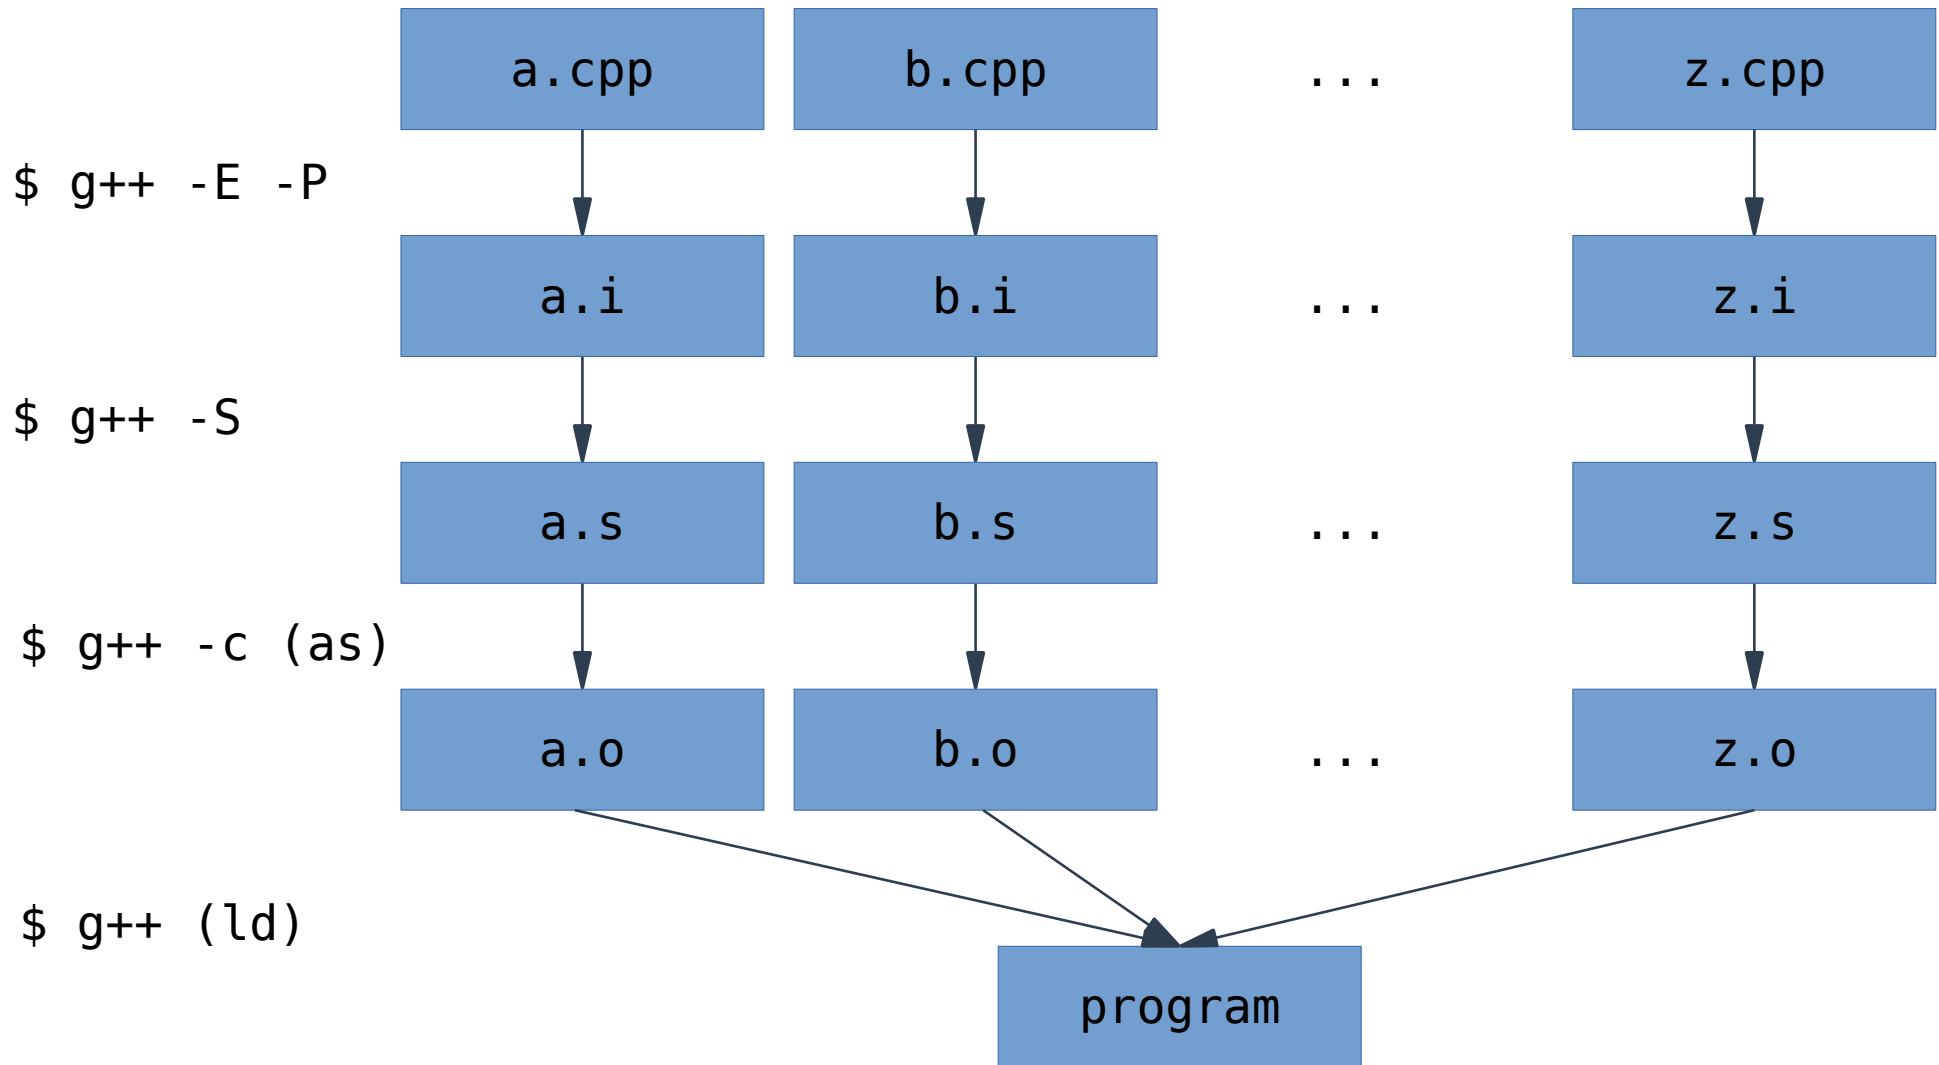 a.cpp b.cpp ... z.cpp
$ g++ -E -P
a.i b.i ... z.i
$ g++ -S
a.s b.s ... z.s
$ g++ -c (as)
a.o b.o ... z.o
$ g++ (ld)
program